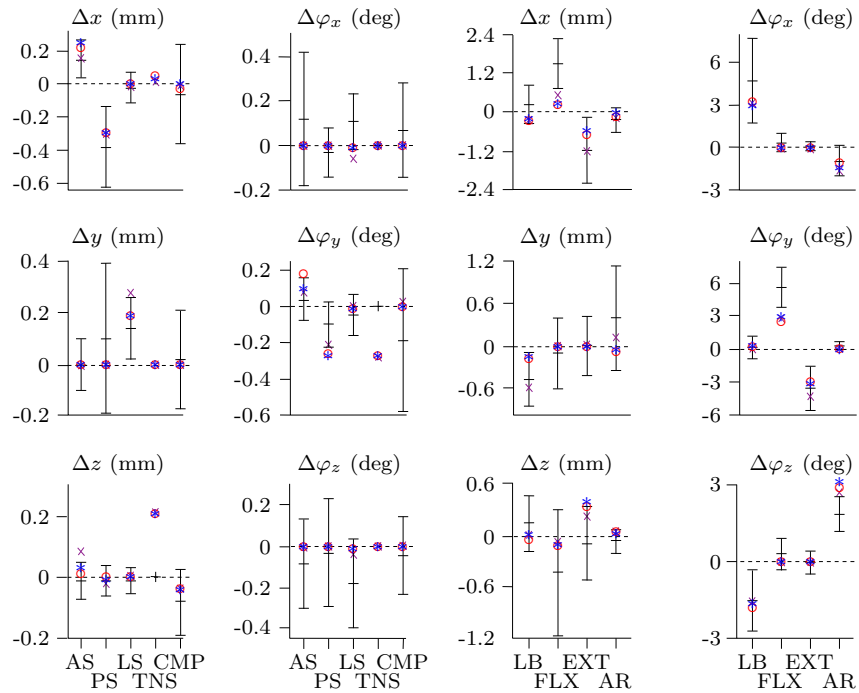 Δx (mm) Δφx (deg) Δx (mm) Δφx (deg)
0.2 0 -0.2 -0.4 -0.6
0.4 0.2 0 -0.2
2.4 1.2 0 -1.2 -2.4
6 3 0 -3
Δy (mm) Δφy (deg) Δy (mm) Δφy (deg)
0.4 0.2 0 -0.2
0.2 0 -0.2 -0.4 -0.6
1.2 0.6 0 -0.6
6 3 0 -3 -6
Δz (mm) Δφz (deg) Δz (mm) Δφz (deg)
0.2 0 -0.2
0.2 0 -0.2 -0.4
0.6 0 -0.6 -1.2
3 0 -3
AS LS CMP AS LS CMP LB EXT LB EXT
PS TNS PS TNS FLX AR FLX AR